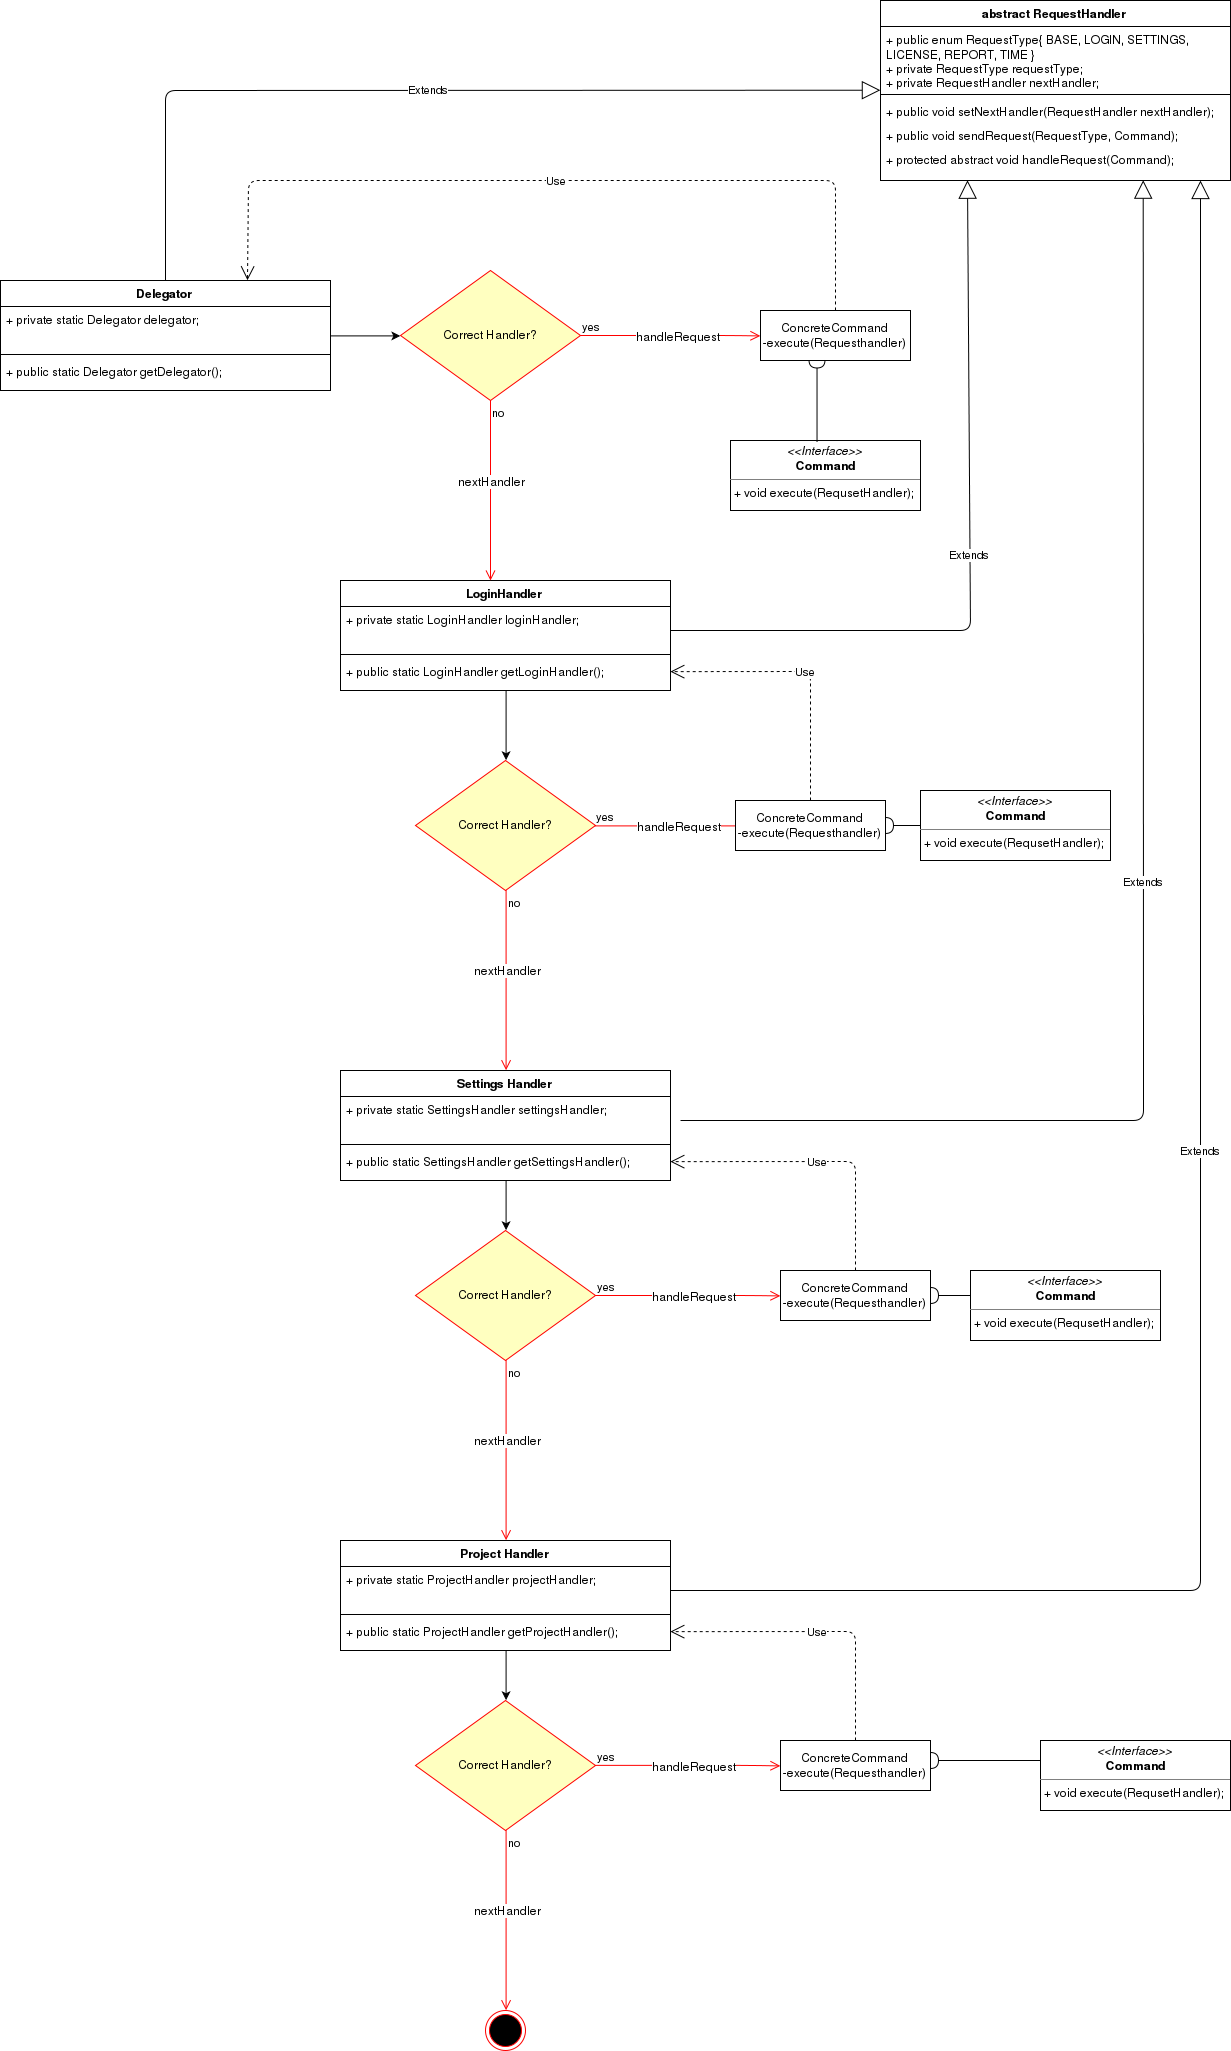 abstract RequestHandler
+ public enum RequestType{ BASE, LOGIN, SETTINGS,
LICENSE, REPORT, TIME }
+ private RequestType requestType;
+ private RequestHandler nextHandler;
+ public void setNextHandler(RequestHandler nextHandler);
+ public void sendRequest(RequestType, Command);
+ protected abstract void handleRequest(Command);
Extends
Use
Delegator
+ private static Delegator delegator;
+ public static Delegator getDelegator();
Correct Handler?
yes
handleRequest
ConcreteCommand
-execute(Requesthandler)
no
<<Interface>>
Command
+ void execute(RequsetHandler);
nextHandler
Extends
LoginHandler
+ private static LoginHandler loginHandler;
+ public static LoginHandler getLoginHandler();
Use
Correct Handler?
yes
handleRequest
ConcreteCommand
-execute(Requesthandler)
<<Interface>>
Command
+ void execute(RequsetHandler);
Extends
no
nextHandler
Settings Handler
+ private static SettingsHandler settingsHandler;
+ public static SettingsHandler getSettingsHandler();
Extends
Use
Correct Handler?
yes
handleRequest
ConcreteCommand
-execute(Requesthandler)
<<Interface>>
Command
+ void execute(RequsetHandler);
no
nextHandler
Project Handler
+ private static ProjectHandler projectHandler;
+ public static ProjectHandler getProjectHandler();
Use
Correct Handler?
yes
handleRequest
ConcreteCommand
-execute(Requesthandler)
<<Interface>>
Command
+ void execute(RequsetHandler);
no
nextHandler